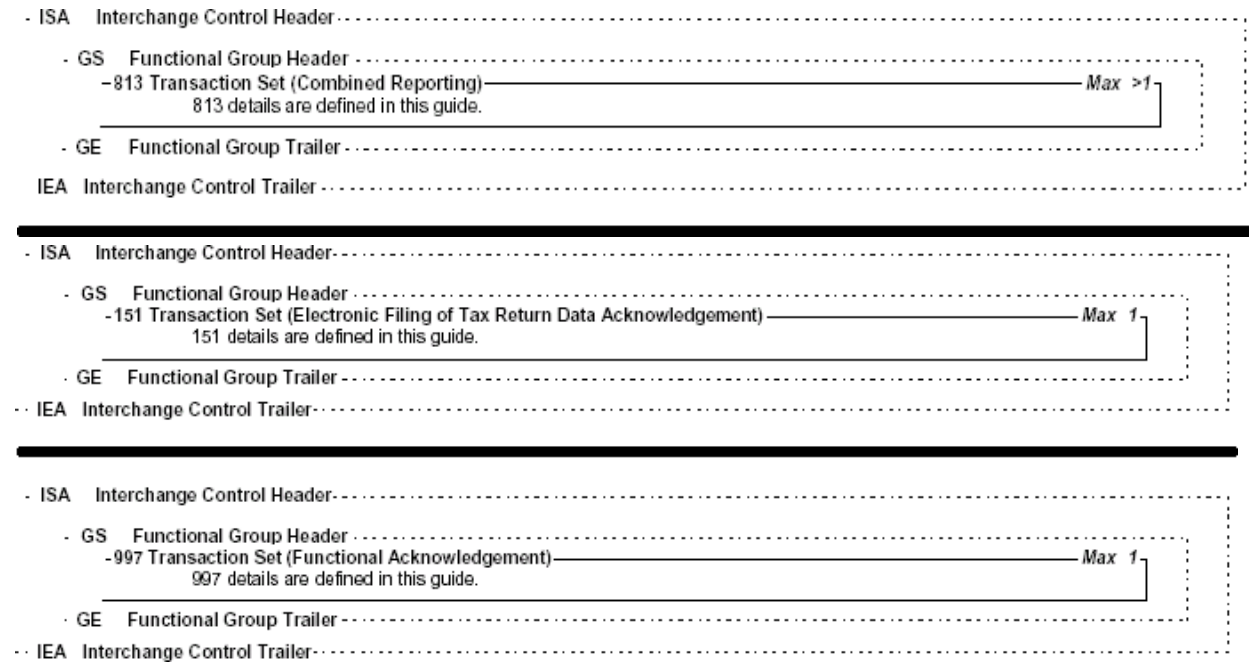 - ISA Interchange Control Header
- GS Functional Group Header
-813 Transaction Set (Combined Reporting) Max >1
813 details are defined in this guide.
- GE Functional Group Trailer
IEA Interchange Control Trailer
- ISA Interchange Control Header
- GS Functional Group Header
-151 Transaction Set (Electronic Filing of Tax Return Data Acknowledgement) Max 1
151 details are defined in this guide.
- GE Functional Group Trailer
IEA Interchange Control Trailer
- ISA Interchange Control Header
- GS Functional Group Header
-997 Transaction Set (Functional Acknowledgement) Max 1
997 details are defined in this guide.
- GE Functional Group Trailer
IEA Interchange Control Trailer